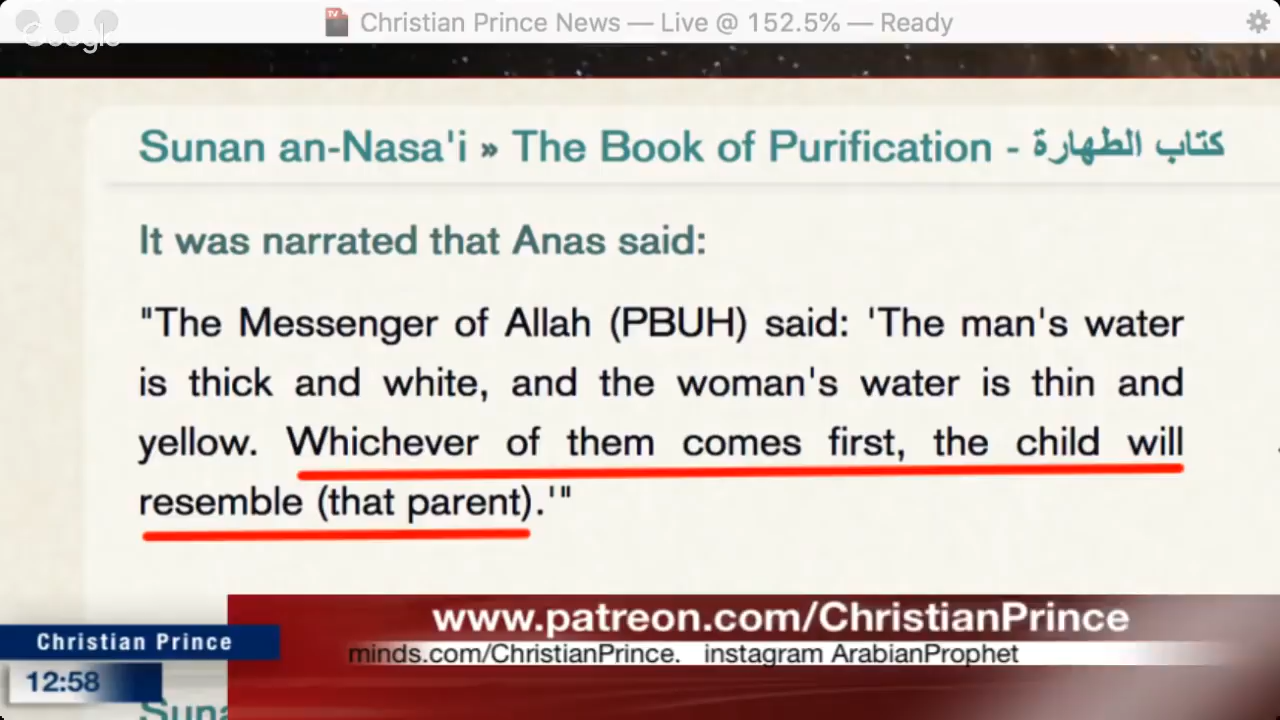 Christian Prince News — Live @ 152.5% — Ready
Google
Sunan an-Nasa'i » The Book of Purification - كتاب الطهارة
It was narrated that Anas said:
"The Messenger of Allah (PBUH) said: 'The man's water
is thick and white, and the woman's water is thin and
yellow. Whichever of them comes first, the child will
resemble (that parent).'"
www.patreon.com/ChristianPrince
Christian Prince
minds.com/ChristianPrince. instagram ArabianProphet
12:58